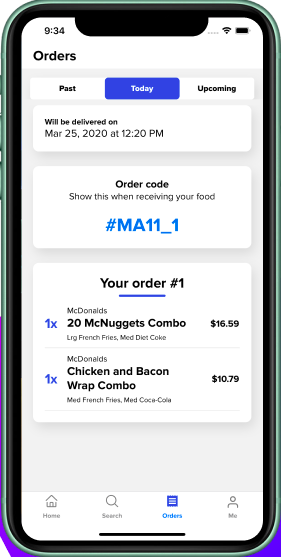 9:34
Orders
Past Today Upcoming
Will be delivered on
Mar 25, 2020 at 12:20 PM
Order code
Show this when receiving your food
#MA11_1
Your order #1
McDonalds
1x 20 McNuggets Combo $16.59
Lrg French Fries, Med Diet Coke
McDonalds
1x Chicken and Bacon $10.79
Wrap Combo
Med French Fries, Med Coca-Cola
Home Search Orders Me